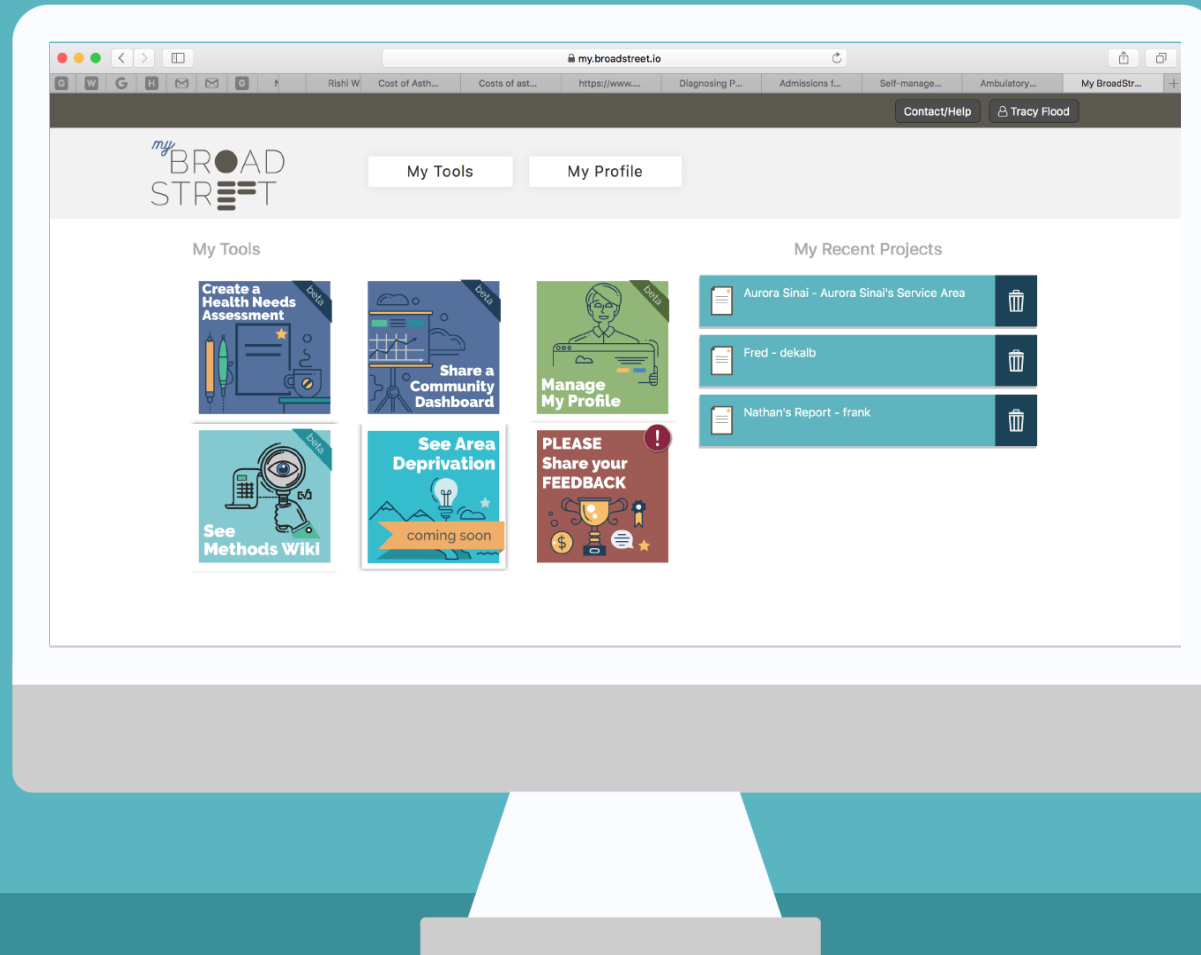 my.broadstreet.io
G W G H G Rishi W Cost of Asth... Costs of ast... https://www.... Diagnosing P... Admissions f... Self-manage... Ambulatory... My BroadStr... +
Contact/Help Tracy Flood
my
BROAD
STREET
My Tools My Profile
My Tools
Create a
Health Needs
Assessment
beta
Share a
Community
Dashboard
beta
Manage
My Profile
beta
See
Methods Wiki
beta
See Area
Deprivation
coming soon
PLEASE
Share your
FEEDBACK
!
$
My Recent Projects
Aurora Sinai - Aurora Sinai's Service Area
Fred - dekalb
Nathan's Report - frank